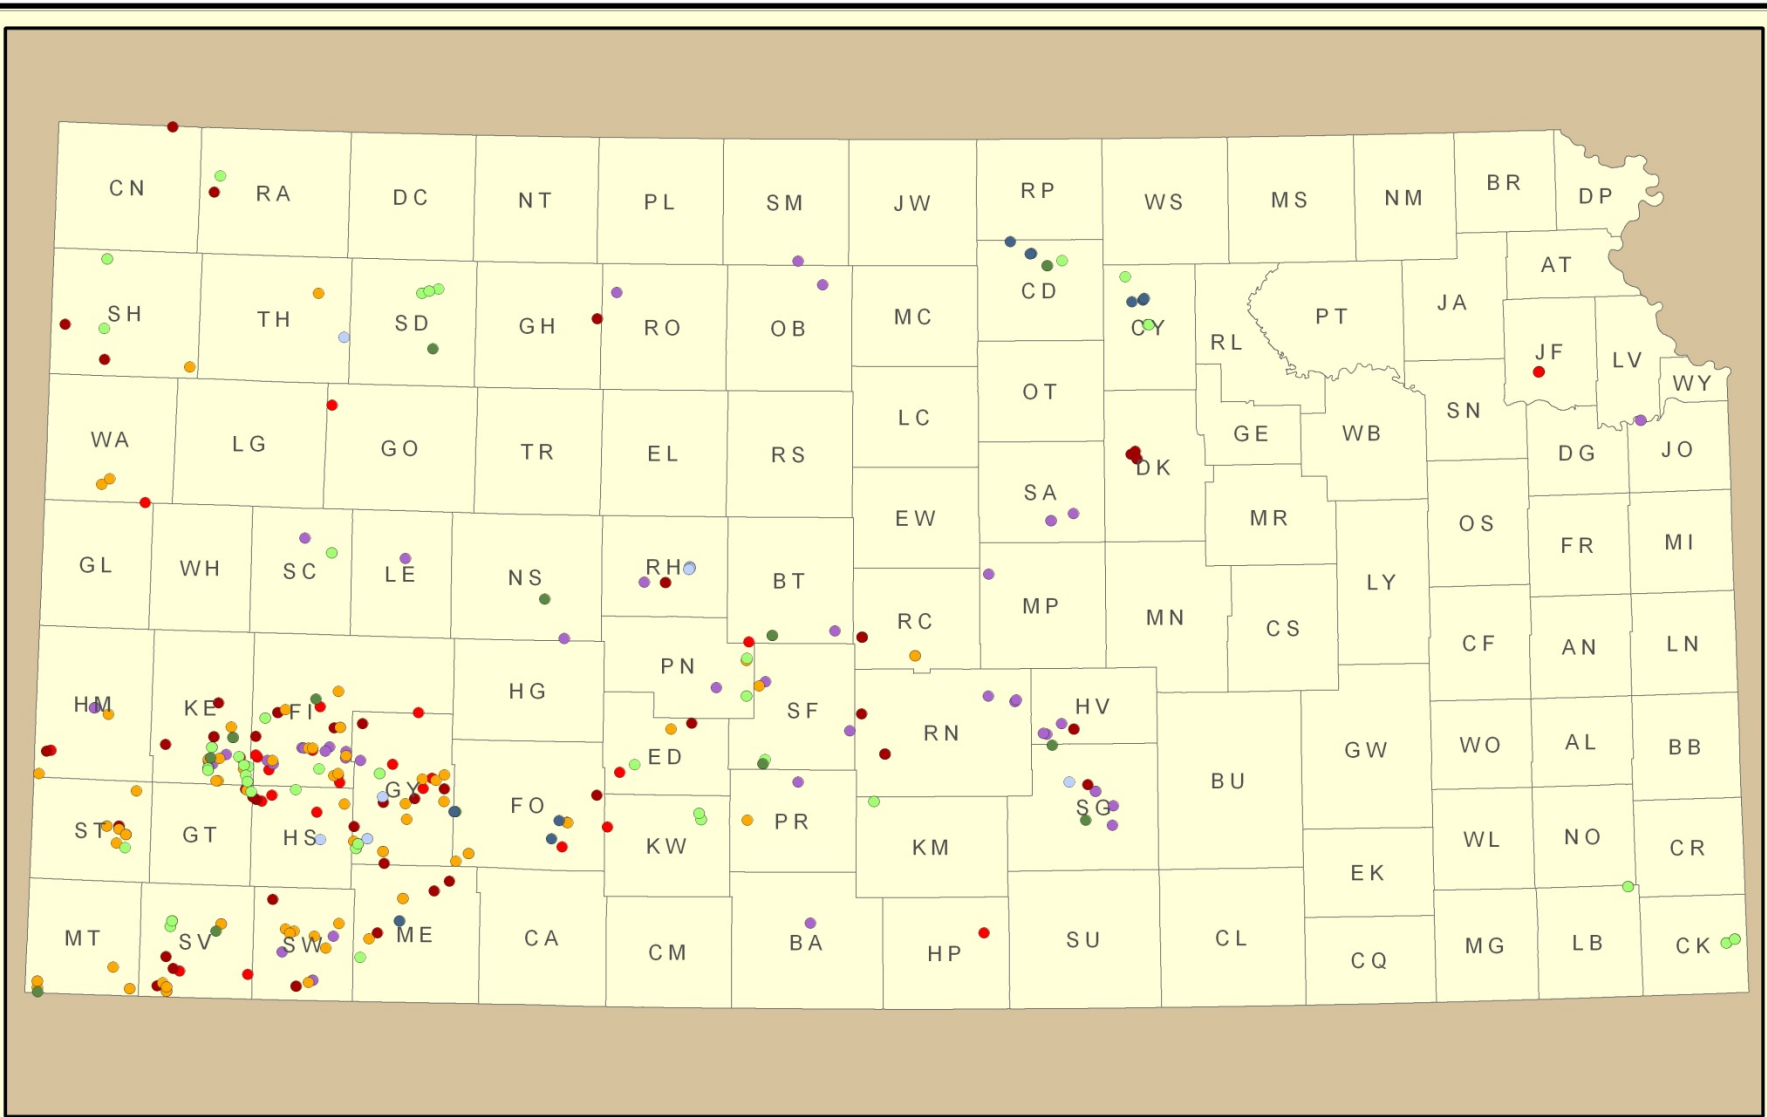 CN RA DC NT PL SM JW RP WS MS NM BR DP
SH TH SD GH RO OB MC CD CY RL PT JA AT
JF LV WY
WA LG GO TR EL RS LC OT DK GE WB SN DG JO
GL WH SC LE NS RH BT EW SA MR OS FR MI
RC MP MN CS LY CF AN LN
HM KE FI HG PN SF RN HV GW WO AL BB
ST GT HS GY FO ED KW PR KM SG BU EK WL NO CR
MT SV SW ME CA CM BA HP SU CL CQ MG LB CK